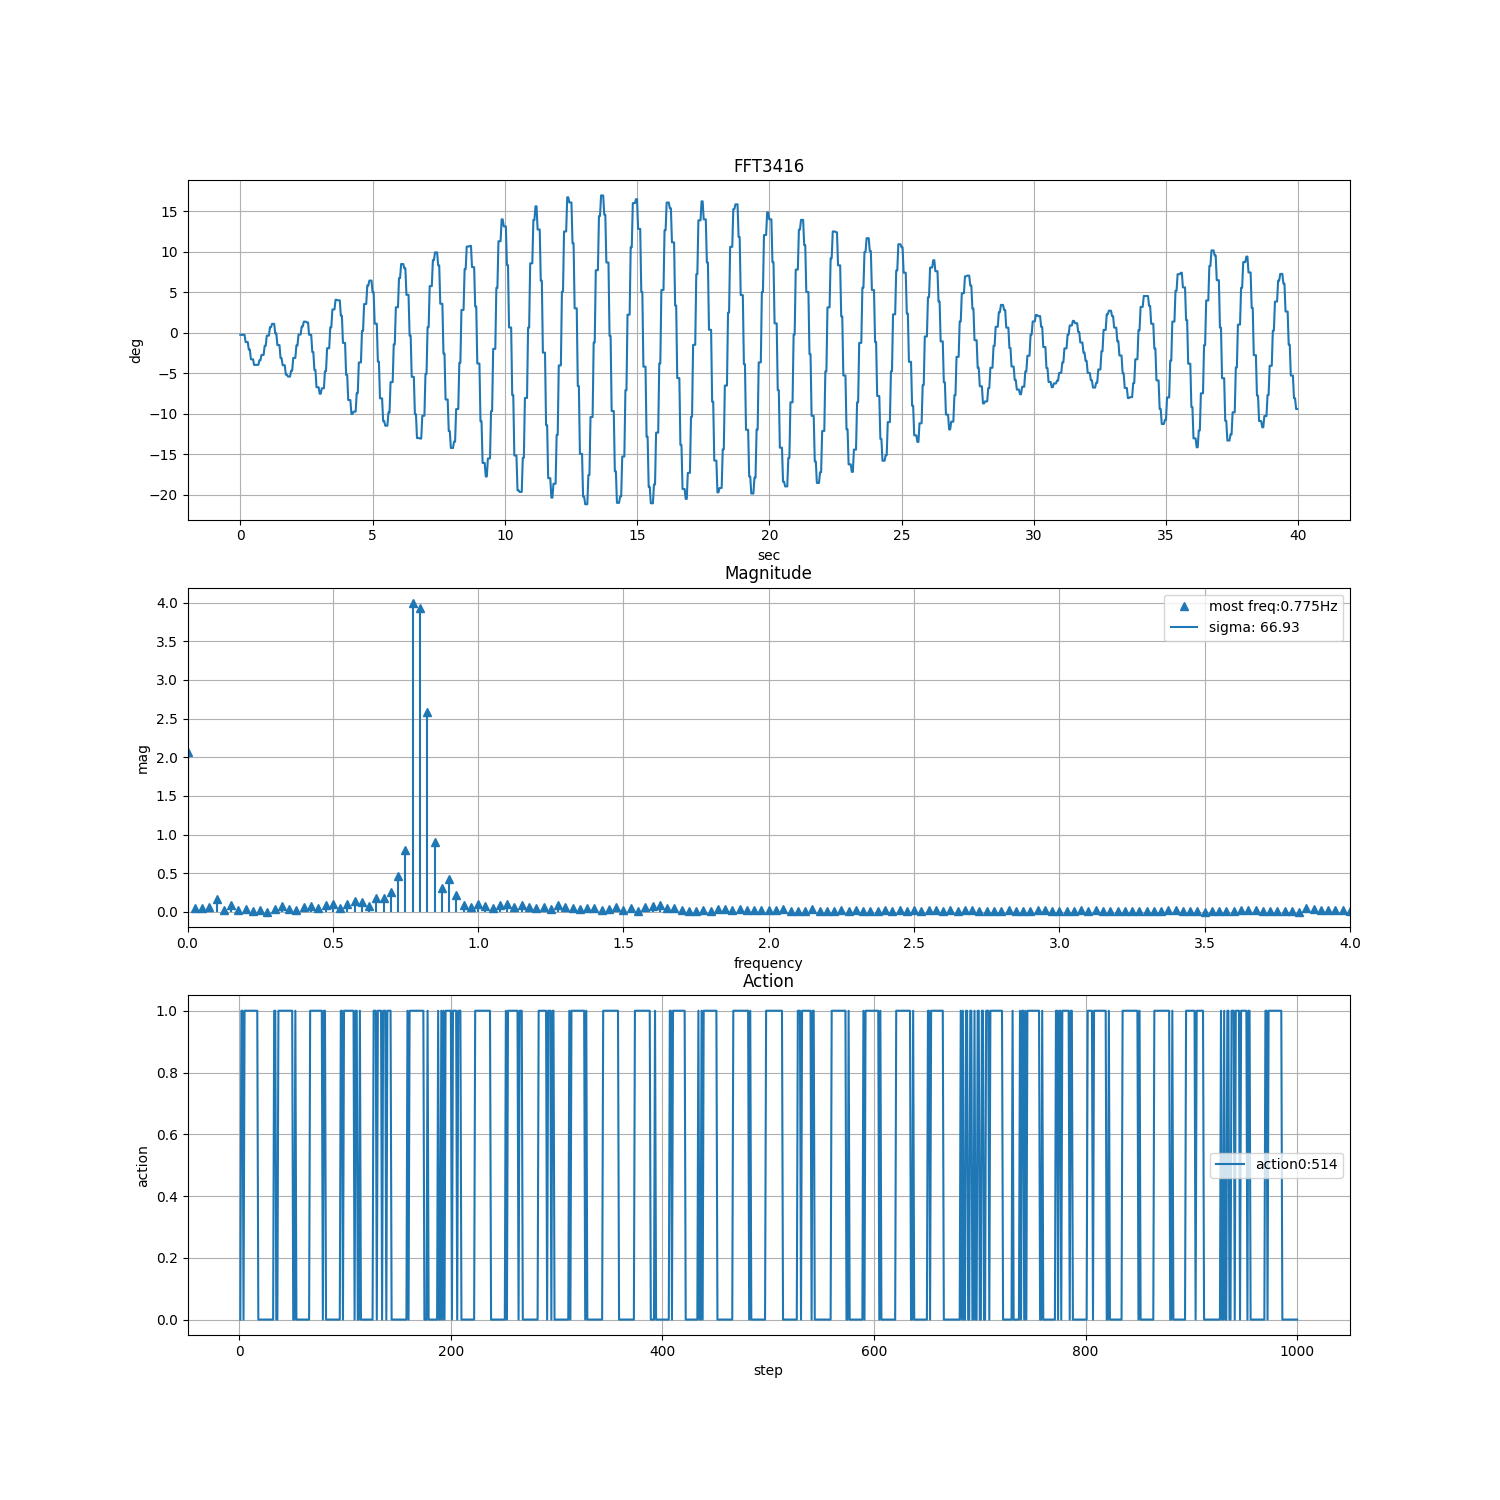 FFT3416
15
10
5
0
−5
−10
−15
−20
deg
0 5 10 15 20 25 30 35 40
sec
Magnitude
4.0
3.5
3.0
2.5
2.0
1.5
1.0
0.5
0.0
mag
most freq:0.775Hz
sigma: 66.93
0.0 0.5 1.0 1.5 2.0 2.5 3.0 3.5 4.0
frequency
Action
1.0
0.8
0.6
0.4
0.2
0.0
action
action0:514
0 200 400 600 800 1000
step